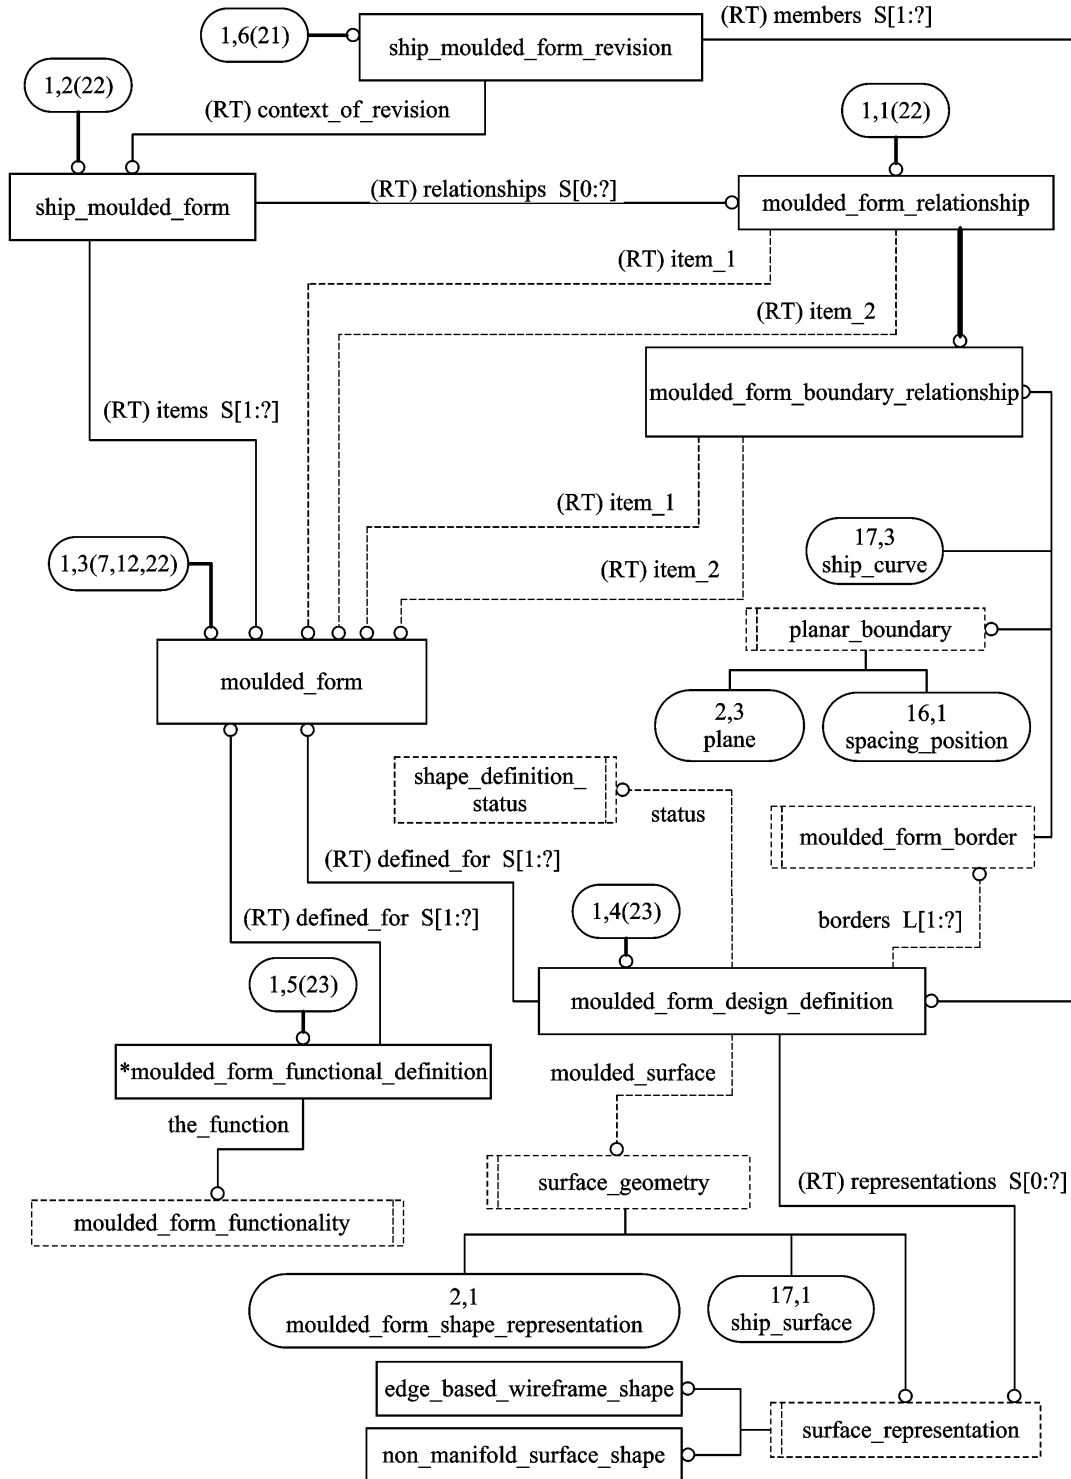 (RT) members S[1:?]
1,6(21)
ship_moulded_form_revision
1,2(22)
(RT) context_of_revision
1,1(22)
(RT) relationships S[0:?]
ship_moulded_form
moulded_form_relationship
(RT) item_1
(RT) item_2
moulded_form_boundary_relationship
(RT) items S[1:?]
(RT) item_1
17,3
ship_curve
1,3(7,12,22)
(RT) item_2
planar_boundary
moulded_form
2,3
plane
16,1
spacing_position
shape_definition_
status
status
moulded_form_border
(RT) defined_for S[1:?]
1,4(23)
(RT) defined_for S[1:?]
borders L[1:?]
1,5(23)
moulded_form_design_definition
*moulded_form_functional_definition
moulded_surface
the_function
surface_geometry
(RT) representations S[0:?]
moulded_form_functionality
2,1
moulded_form_shape_representation
17,1
ship_surface
edge_based_wireframe_shape
surface_representation
non_manifold_surface_shape